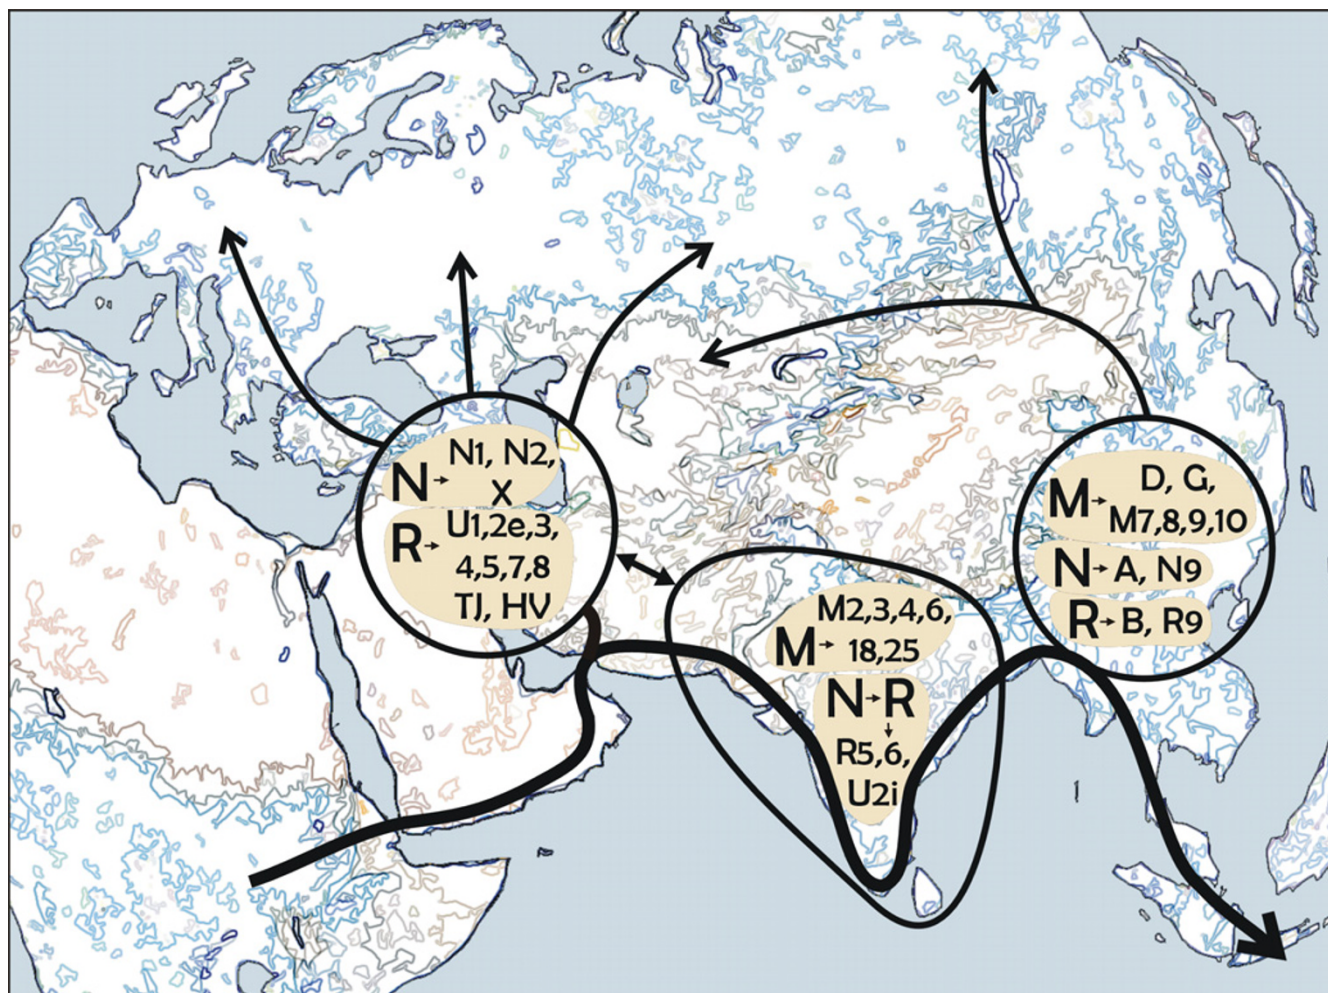 N→ N1, N2,
X
R→ U1,2e,3,
4,5,7,8
TJ, HV
M→ M2,3,4,6,
18,25
N→R
↓
R5,6,
U2i
M→ D, G,
M7,8,9,10
N→A, N9
R→B, R9